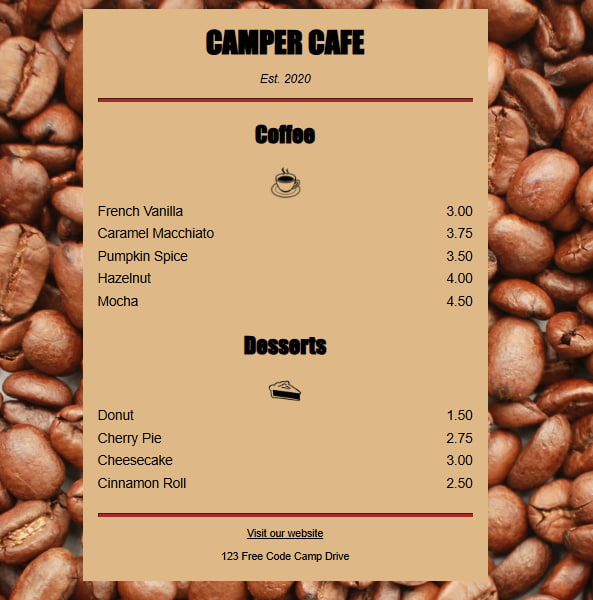 CAMPER CAFE
Est. 2020
Coffee
French Vanilla 3.00
Caramel Macchiato 3.75
Pumpkin Spice 3.50
Hazelnut 4.00
Mocha 4.50
Desserts
Donut 1.50
Cherry Pie 2.75
Cheesecake 3.00
Cinnamon Roll 2.50
Visit our website
123 Free Code Camp Drive